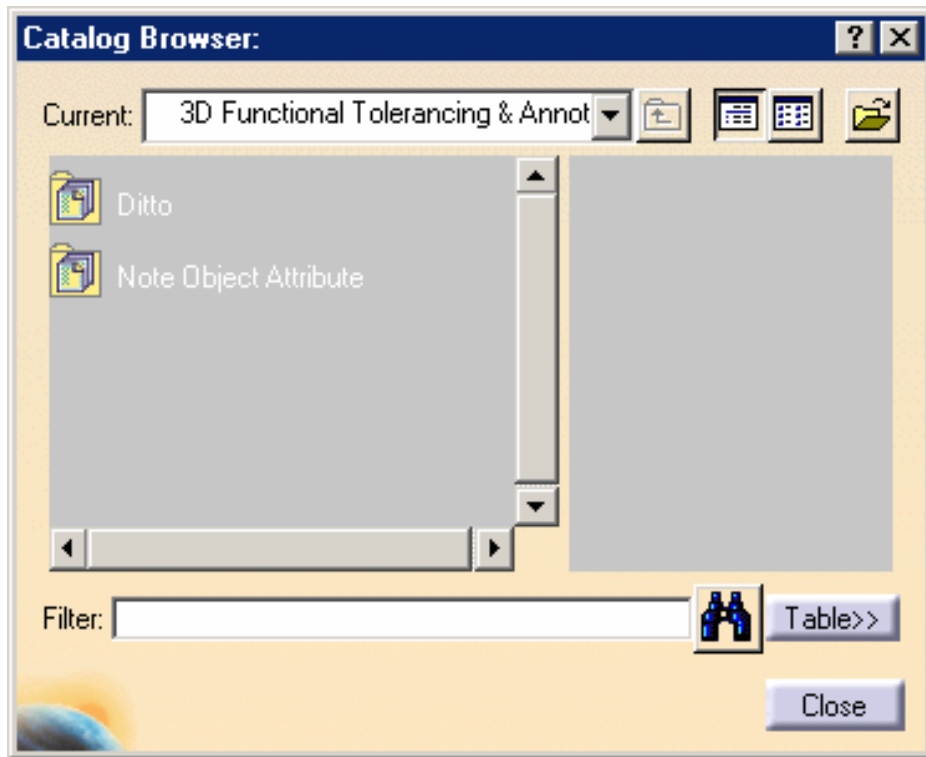 Catalog Browser:
Current: 3D Functional Tolerancing & Annot
Ditto
Note Object Attribute
Filter:
Table>>
Close